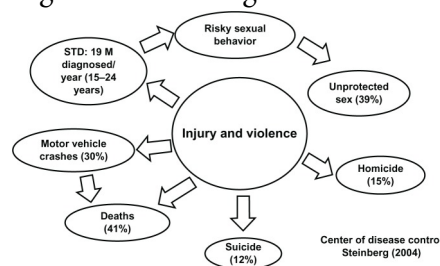 Risky sexual
behavior
STD: 19 M
diagnosed/
year (15–24
years)
Unprotected
sex (39%)
Injury and violence
Motor vehicle
crashes (30%)
Homicide
(15%)
Deaths
(41%)
Suicide
(12%)
Center of disease contro
Steinberg (2004)